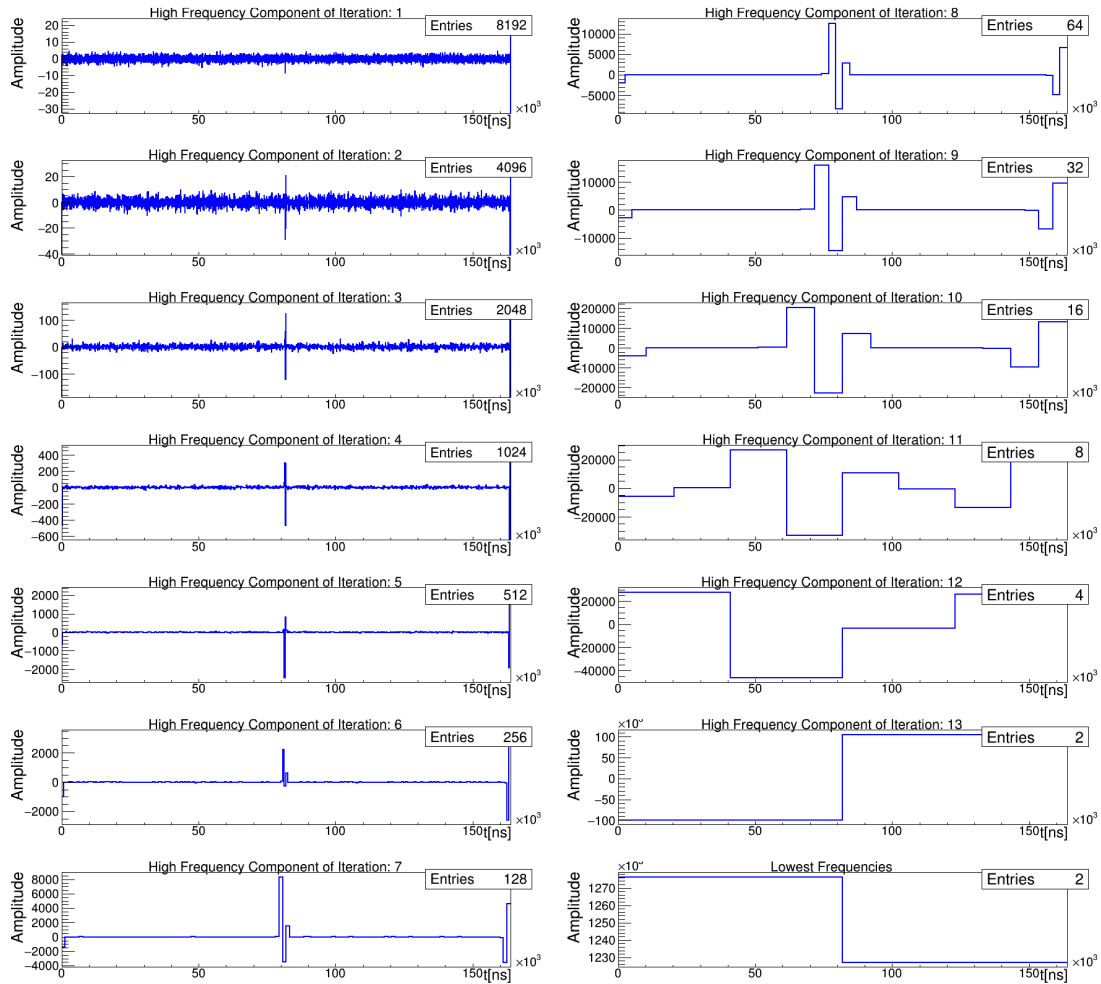 High Frequency Component of Iteration: 1
Entries 8192
Amplitude
20
10
0
−10
−20
−30
0 50 100 150 t[ns]
×10³
High Frequency Component of Iteration: 2
Entries 4096
Amplitude
20
0
−20
−40
0 50 100 150 t[ns]
×10³
High Frequency Component of Iteration: 3
Entries 2048
Amplitude
100
0
−100
0 50 100 150 t[ns]
×10³
High Frequency Component of Iteration: 4
Entries 1024
Amplitude
400
200
0
−200
−400
−600
0 50 100 150 t[ns]
×10³
High Frequency Component of Iteration: 5
Entries 512
Amplitude
2000
1000
0
−1000
−2000
0 50 100 150 t[ns]
×10³
High Frequency Component of Iteration: 6
Entries 256
Amplitude
2000
0
−2000
0 50 100 150 t[ns]
×10³
High Frequency Component of Iteration: 7
Entries 128
Amplitude
8000
6000
4000
2000
0
−2000
−4000
0 50 100 150 t[ns]
×10³
High Frequency Component of Iteration: 8
Entries 64
Amplitude
10000
5000
0
−5000
0 50 100 150 t[ns]
×10³
High Frequency Component of Iteration: 9
Entries 32
Amplitude
10000
0
−10000
0 50 100 150 t[ns]
×10³
High Frequency Component of Iteration: 10
Entries 16
Amplitude
20000
10000
0
−10000
−20000
0 50 100 150 t[ns]
×10³
High Frequency Component of Iteration: 11
Entries 8
Amplitude
20000
0
−20000
0 50 100 150 t[ns]
×10³
High Frequency Component of Iteration: 12
Entries 4
Amplitude
20000
0
−20000
−40000
0 50 100 150 t[ns]
×10³
High Frequency Component of Iteration: 13
Entries 2
Amplitude
100
50
0
−50
−100
0 50 100 150 t[ns]
×10³
Lowest Frequencies
Entries 2
Amplitude
1270
1260
1250
1240
1230
0 50 100 150 t[ns]
×10³